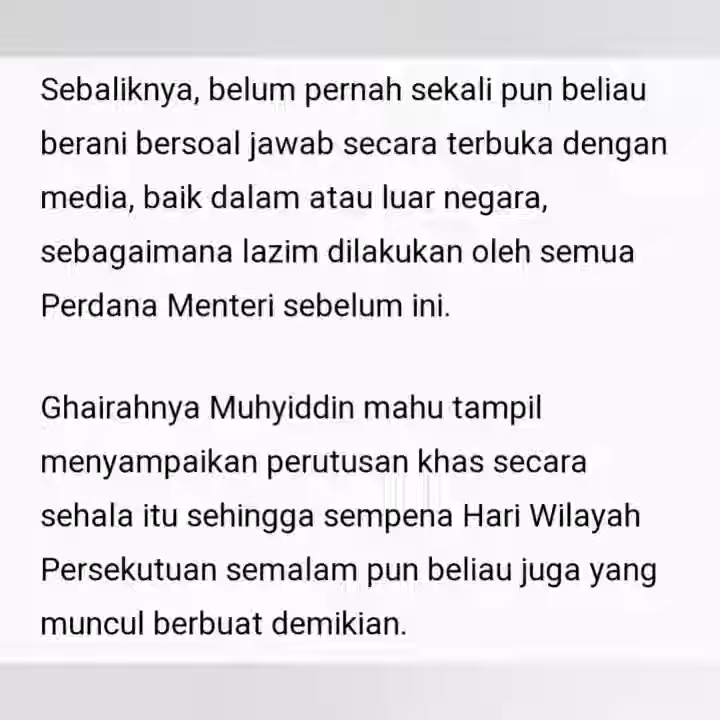 Sebaliknya, belum pernah sekali pun beliau
berani bersoal jawab secara terbuka dengan
media, baik dalam atau luar negara,
sebagaimana lazim dilakukan oleh semua
Perdana Menteri sebelum ini.
Ghairahnya Muhyiddin mahu tampil
menyampaikan perutusan khas secara
sehala itu sehingga sempena Hari Wilayah
Persekutuan semalam pun beliau juga yang
muncul berbuat demikian.